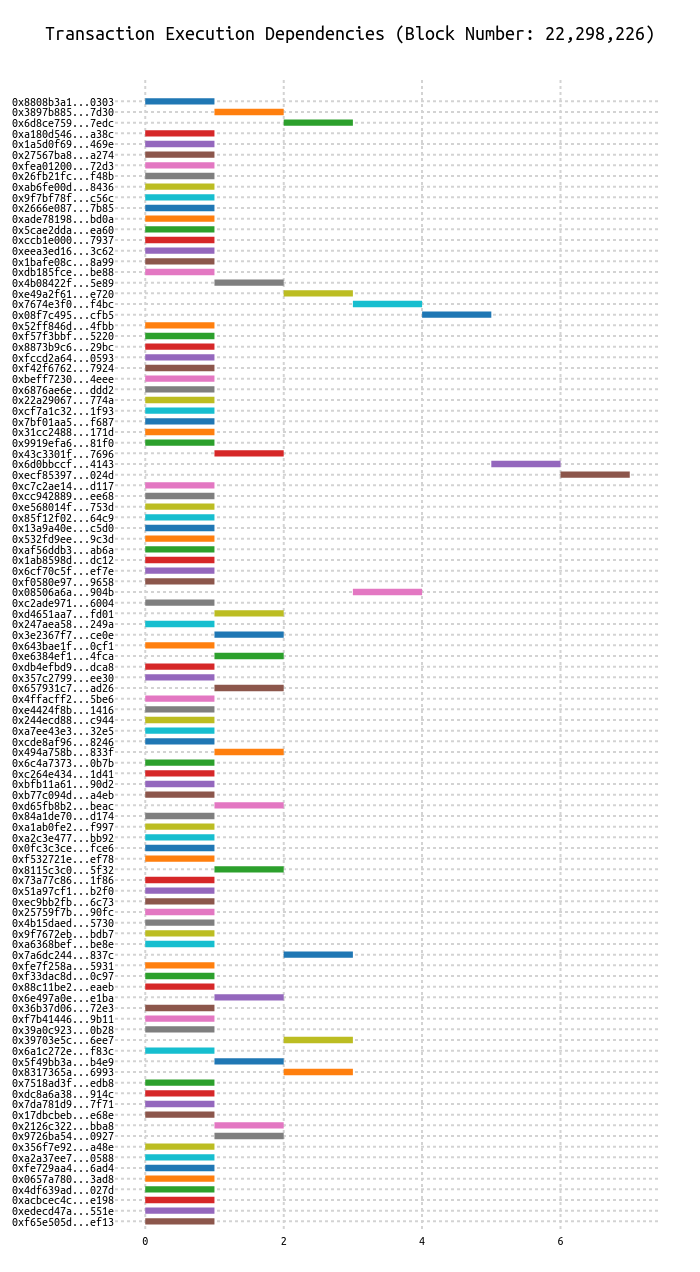 Transaction Execution Dependencies (Block Number: 22,298,226)
0x8808b3a1...0303
0x3897b885...7d30
0x6d8ce759...7edc
0xa180d546...a38c
0x1a5d0f69...469e
0x27567ba8...a274
0xfea01200...72d3
0x26fb21fc...f48b
0xab6fe00d...8436
0x9f7bf78f...c56c
0x2666e087...7b85
0xade78198...bd0a
0x5cae2dda...ea60
0xccb1e000...7937
0xeea3ed16...3c62
0x1bafe08c...8a99
0xdb185fce...be88
0x4b08422f...5e89
0xe49a2f61...e720
0x7674e3f0...f4bc
0x08f7c495...cfb5
0x52ff846d...4fbb
0xf57f3bbf...5220
0x8873b9c6...29bc
0xfccd2a64...0593
0xf42f6762...7924
0xbeff7230...4eee
0x6876ae6e...ddd2
0x22a29067...774a
0xcf7a1c32...1f93
0x7bf01aa5...f687
0x31cc2488...171d
0x9919efa6...81f0
0x43c3301f...7696
0x6d0bbccf...4143
0xecf85397...024d
0xc7c2ae14...d117
0xcc942889...ee68
0xe568014f...753d
0x85f12f02...64c9
0x13a9a40e...c5d0
0x532fd9ee...9c3d
0xaf56ddb3...ab6a
0x1ab8598d...dc12
0x6cf70c5f...ef7e
0xf0580e97...9658
0x08506a6a...904b
0xc2ade971...6004
0xd4651aa7...fd01
0x247aea58...249a
0x3e2367f7...ce0e
0x643bae1f...0cf1
0xe6384ef1...4fca
0xdb4efbd9...dca8
0x357c2799...ee30
0x657931c7...ad26
0x4ffacff2...5be6
0xe4424f8b...1416
0x244ecd88...c944
0xa7ee43e3...32e5
0xcde8af96...8246
0x494a758b...833f
0x6c4a7373...0b7b
0xc264e434...1d41
0xbfb11a61...90d2
0xb77c094d...a4eb
0xd65fb8b2...beac
0x84a1de70...d174
0xa1ab0fe2...f997
0xa2c3e477...bb92
0x0fc3c3ce...fce6
0xf532721e...ef78
0x8115c3c0...5f32
0x73a77c86...1f86
0x51a97cf1...b2f0
0xec9bb2fb...6c73
0x25759f7b...90fc
0x4b15daed...5730
0x9f7672eb...bdb7
0xa6368bef...be8e
0x7a6dc244...837c
0xfe7f258a...5931
0xf33dac8d...0c97
0x88c11be2...eaeb
0x6e497a0e...e1ba
0x36b37d06...72e3
0xf7b41446...9b11
0x39a0c923...0b28
0x39703e5c...6ee7
0x6a1c272e...f83c
0x5f49bb3a...b4e9
0x8317365a...6993
0x7518ad3f...edb8
0xdc8a6a38...914c
0x7da781d9...7f71
0x17dbcbeb...e68e
0x2126c322...bba8
0x9726ba54...0927
0x356f7e92...a48e
0xa2a37ee7...0588
0xfe729aa4...6ad4
0x0657a780...3ad8
0x4df639ad...027d
0xacbcec4c...e198
0xedecd47a...551e
0xf65e505d...ef13
0 2 4 6